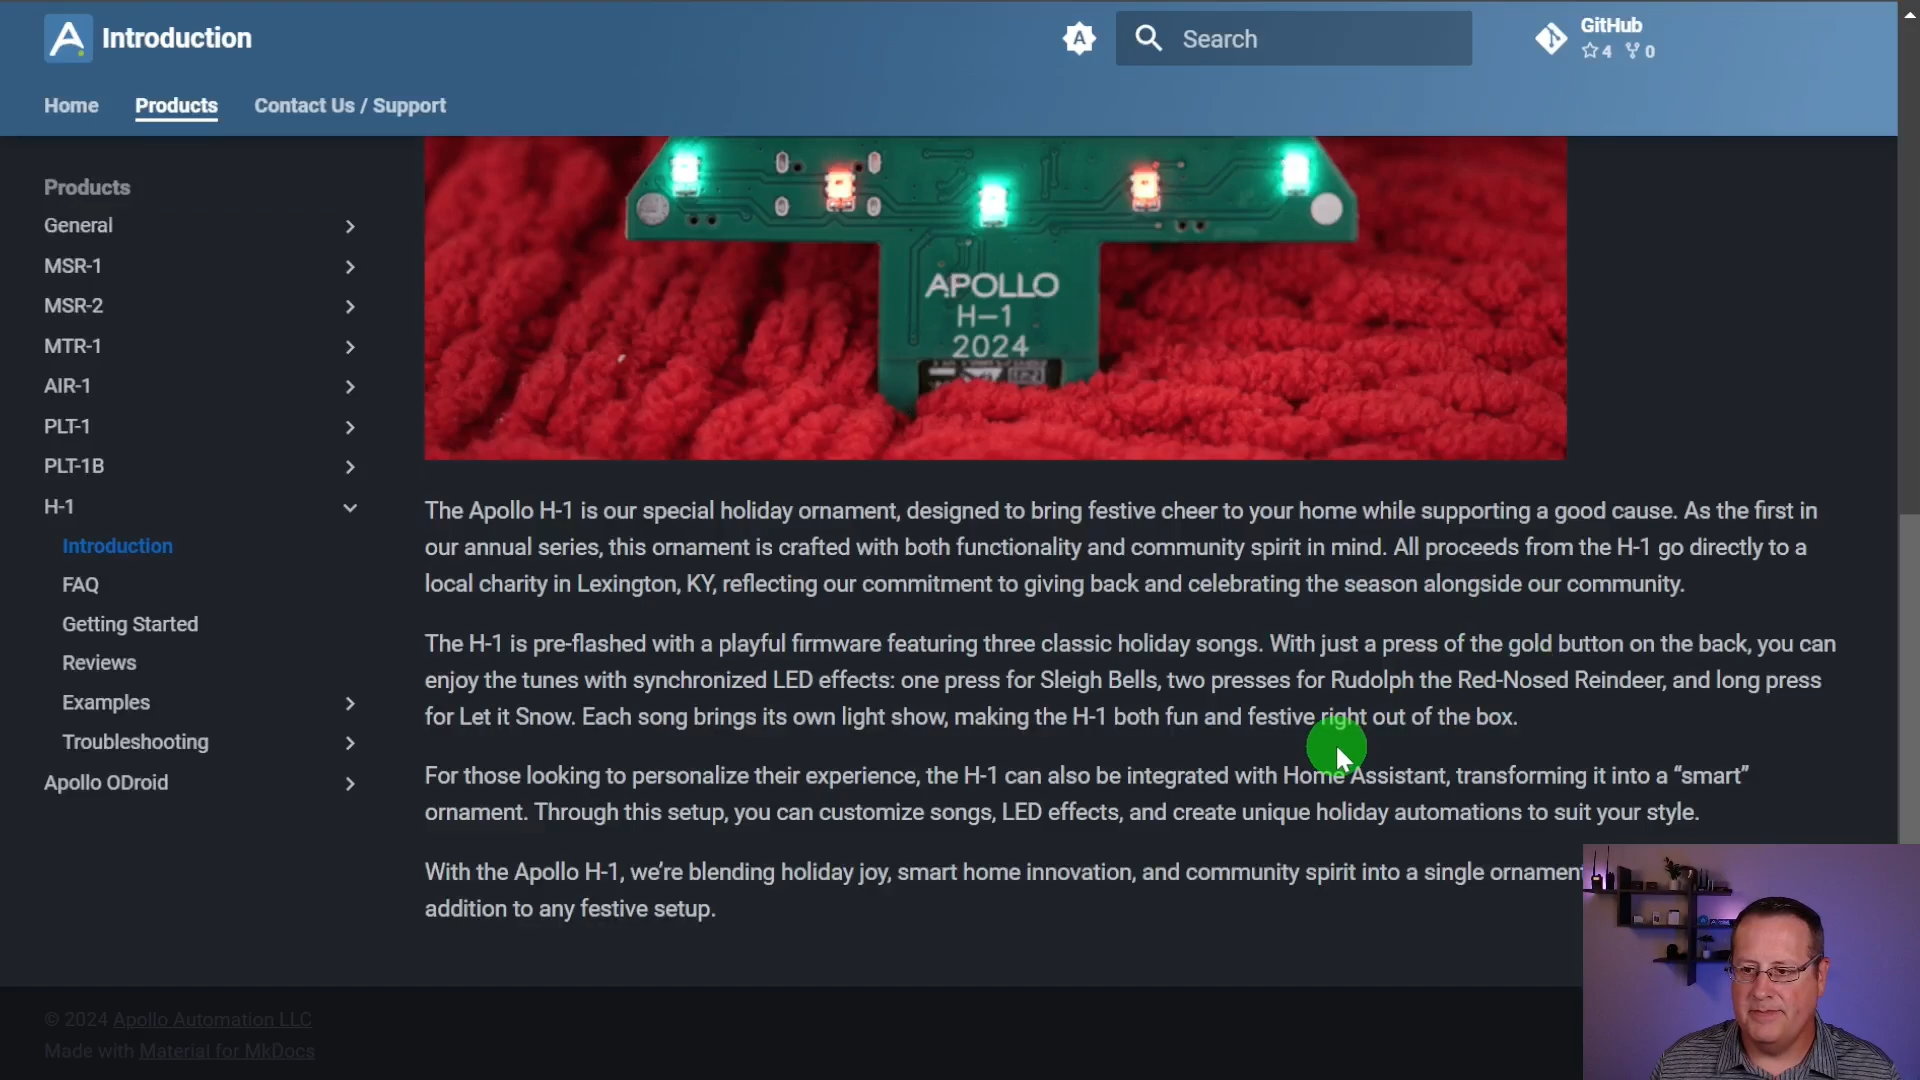 Introduction
Search
GitHub
4 0
Home Products Contact Us / Support
Products
General
MSR-1
MSR-2
MTR-1
AIR-1
PLT-1
PLT-1B
H-1
Introduction
FAQ
Getting Started
Reviews
Examples
Troubleshooting
Apollo ODroid
APOLLO
H-1
2024
The Apollo H-1 is our special holiday ornament, designed to bring festive cheer to your home while supporting a good cause. As the first in
our annual series, this ornament is crafted with both functionality and community spirit in mind. All proceeds from the H-1 go directly to a
local charity in Lexington, KY, reflecting our commitment to giving back and celebrating the season alongside our community.
The H-1 is pre-flashed with a playful firmware featuring three classic holiday songs. With just a press of the gold button on the back, you can
enjoy the tunes with synchronized LED effects: one press for Sleigh Bells, two presses for Rudolph the Red-Nosed Reindeer, and long press
for Let it Snow. Each song brings its own light show, making the H-1 both fun and festive right out of the box.
For those looking to personalize their experience, the H-1 can also be integrated with Home Assistant, transforming it into a “smart”
ornament. Through this setup, you can customize songs, LED effects, and create unique holiday automations to suit your style.
With the Apollo H-1, we’re blending holiday joy, smart home innovation, and community spirit into a single ornament
addition to any festive setup.
© 2024 Apollo Automation LLC
Made with Material for MkDocs